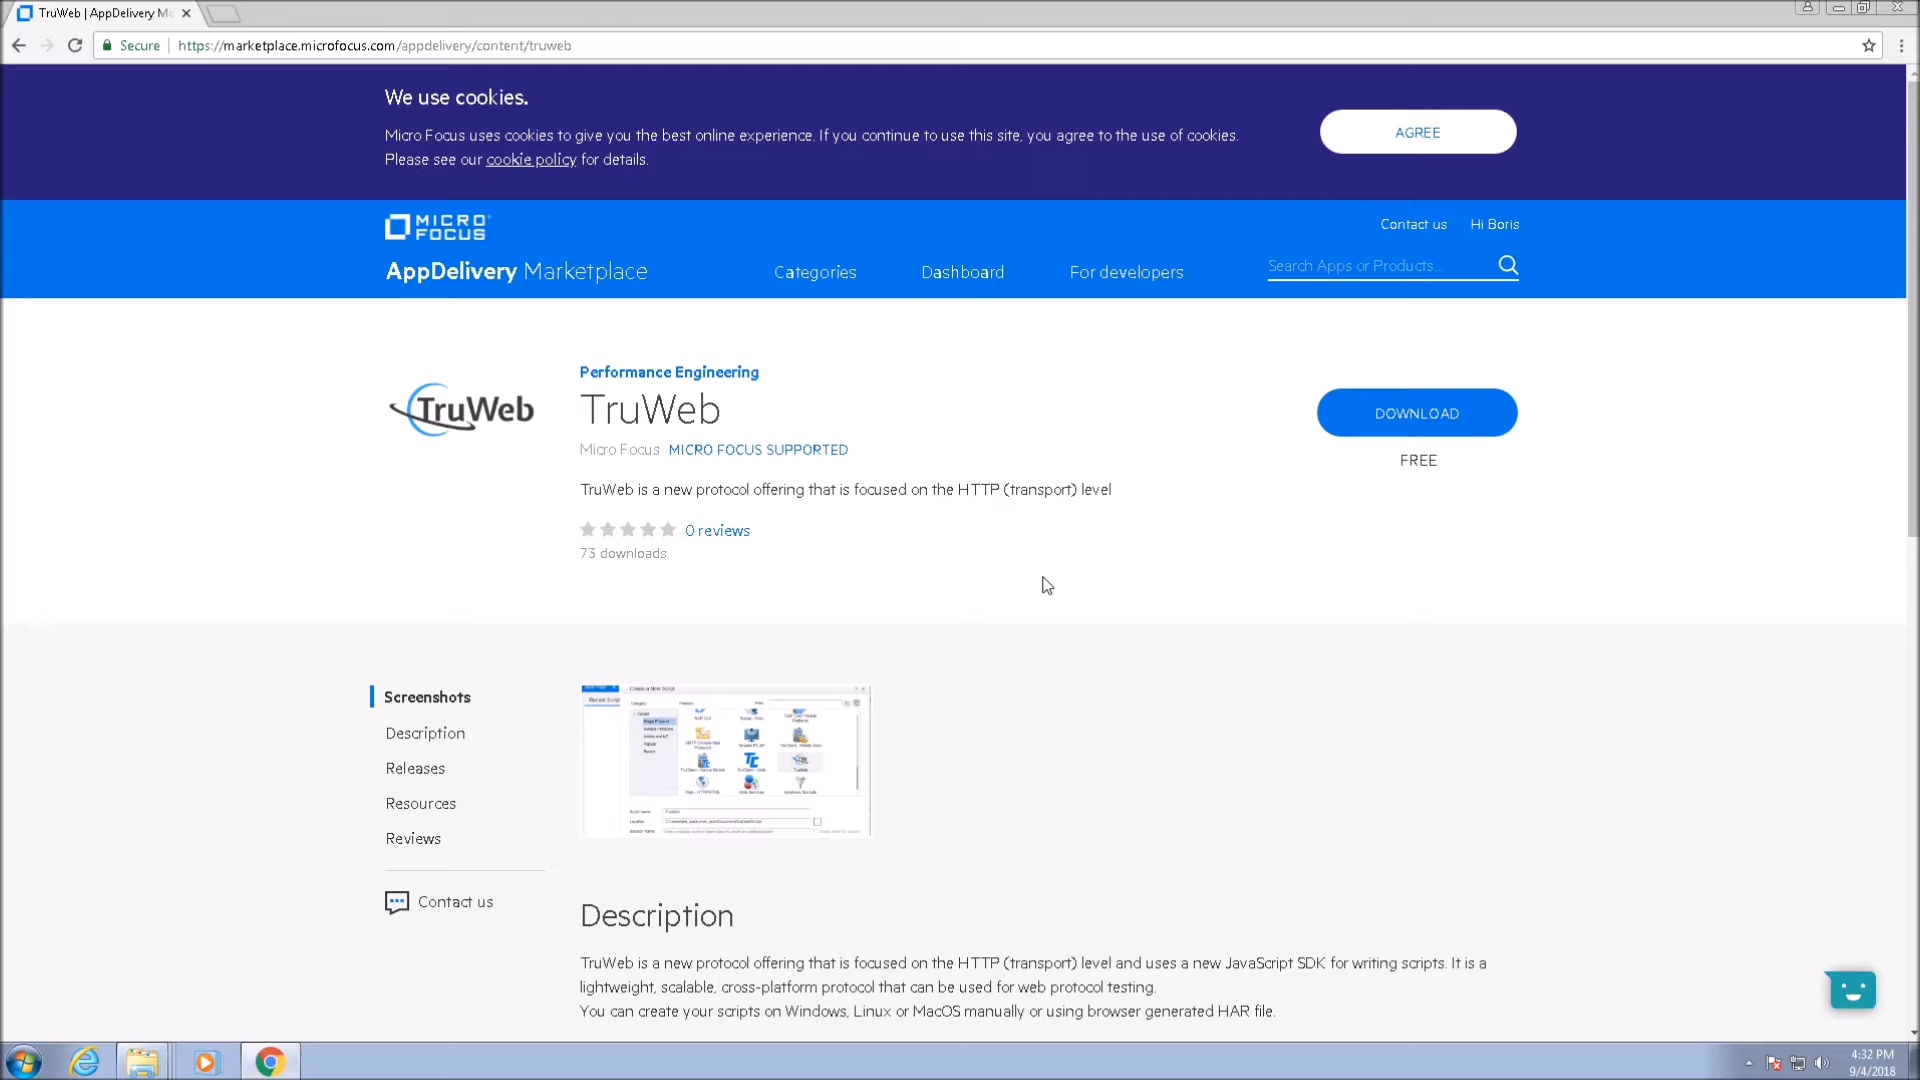 TruWeb | AppDelivery Ma
Secure | https://marketplace.microfocus.com/appdelivery/content/truweb
We use cookies.
Micro Focus uses cookies to give you the best online experience. If you continue to use this site, you agree to the use of cookies.
Please see our cookie policy for details.
AGREE
MICRO
FOCUS
Contact us Hi Boris
AppDelivery Marketplace
Categories Dashboard For developers
Search Apps or Products...
TruWeb
Performance Engineering
TruWeb
Micro Focus MICRO FOCUS SUPPORTED
TruWeb is a new protocol offering that is focused on the HTTP (transport) level
0 reviews
73 downloads
DOWNLOAD
FREE
Screenshots
Description
Releases
Resources
Reviews
Contact us
Create a New Script
Description
TruWeb is a new protocol offering that is focused on the HTTP (transport) level and uses a new JavaScript SDK for writing scripts. It is a
lightweight, scalable, cross-platform protocol that can be used for web protocol testing.
You can create your scripts on Windows, Linux or MacOS manually or using browser generated HAR file.
4:32 PM
9/4/2018